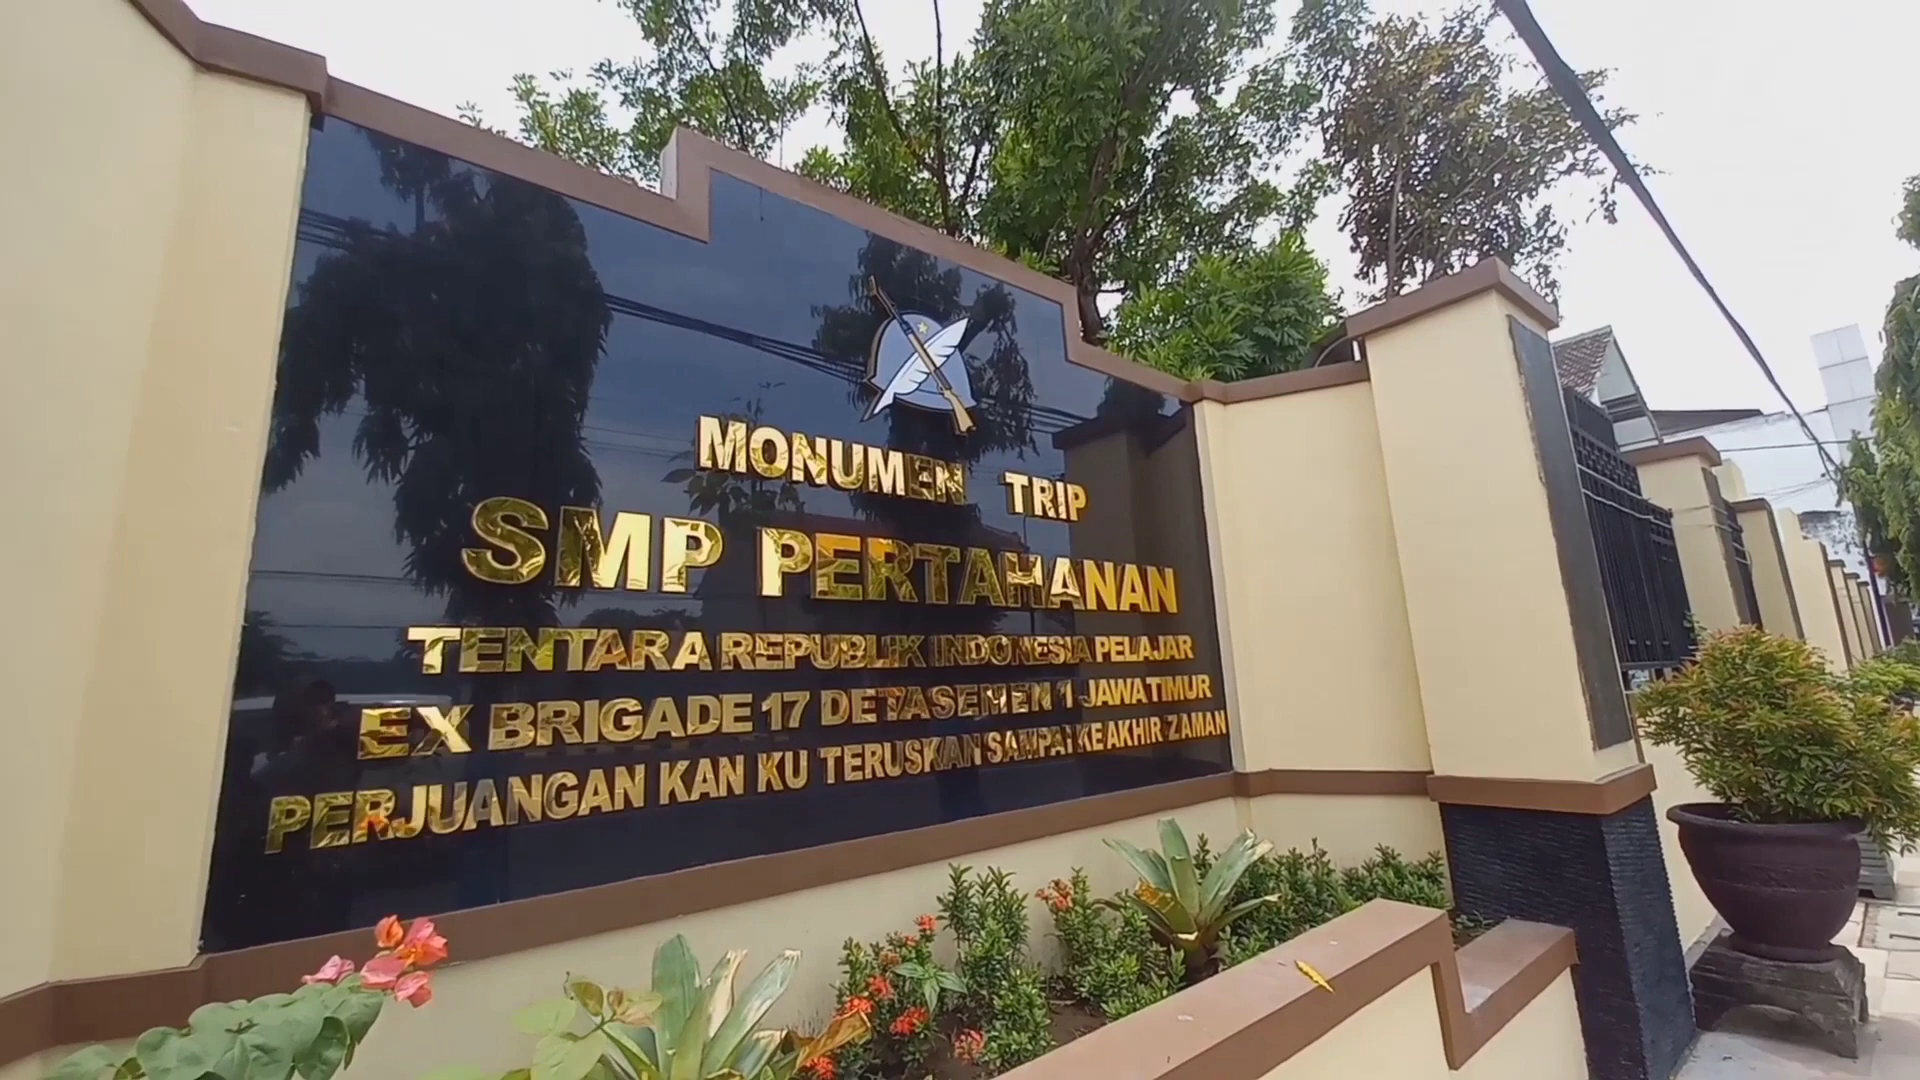 MONUMEN TRIP
SMP PERTAHANAN
TENTARA REPUBLIK INDONESIA PELAJAR
EX BRIGADE 17 DETASEMEN 1 JAWA TIMUR
PERJUANGAN KAN KU TERUSKAN SAMPAI KE AKHIR ZAMAN